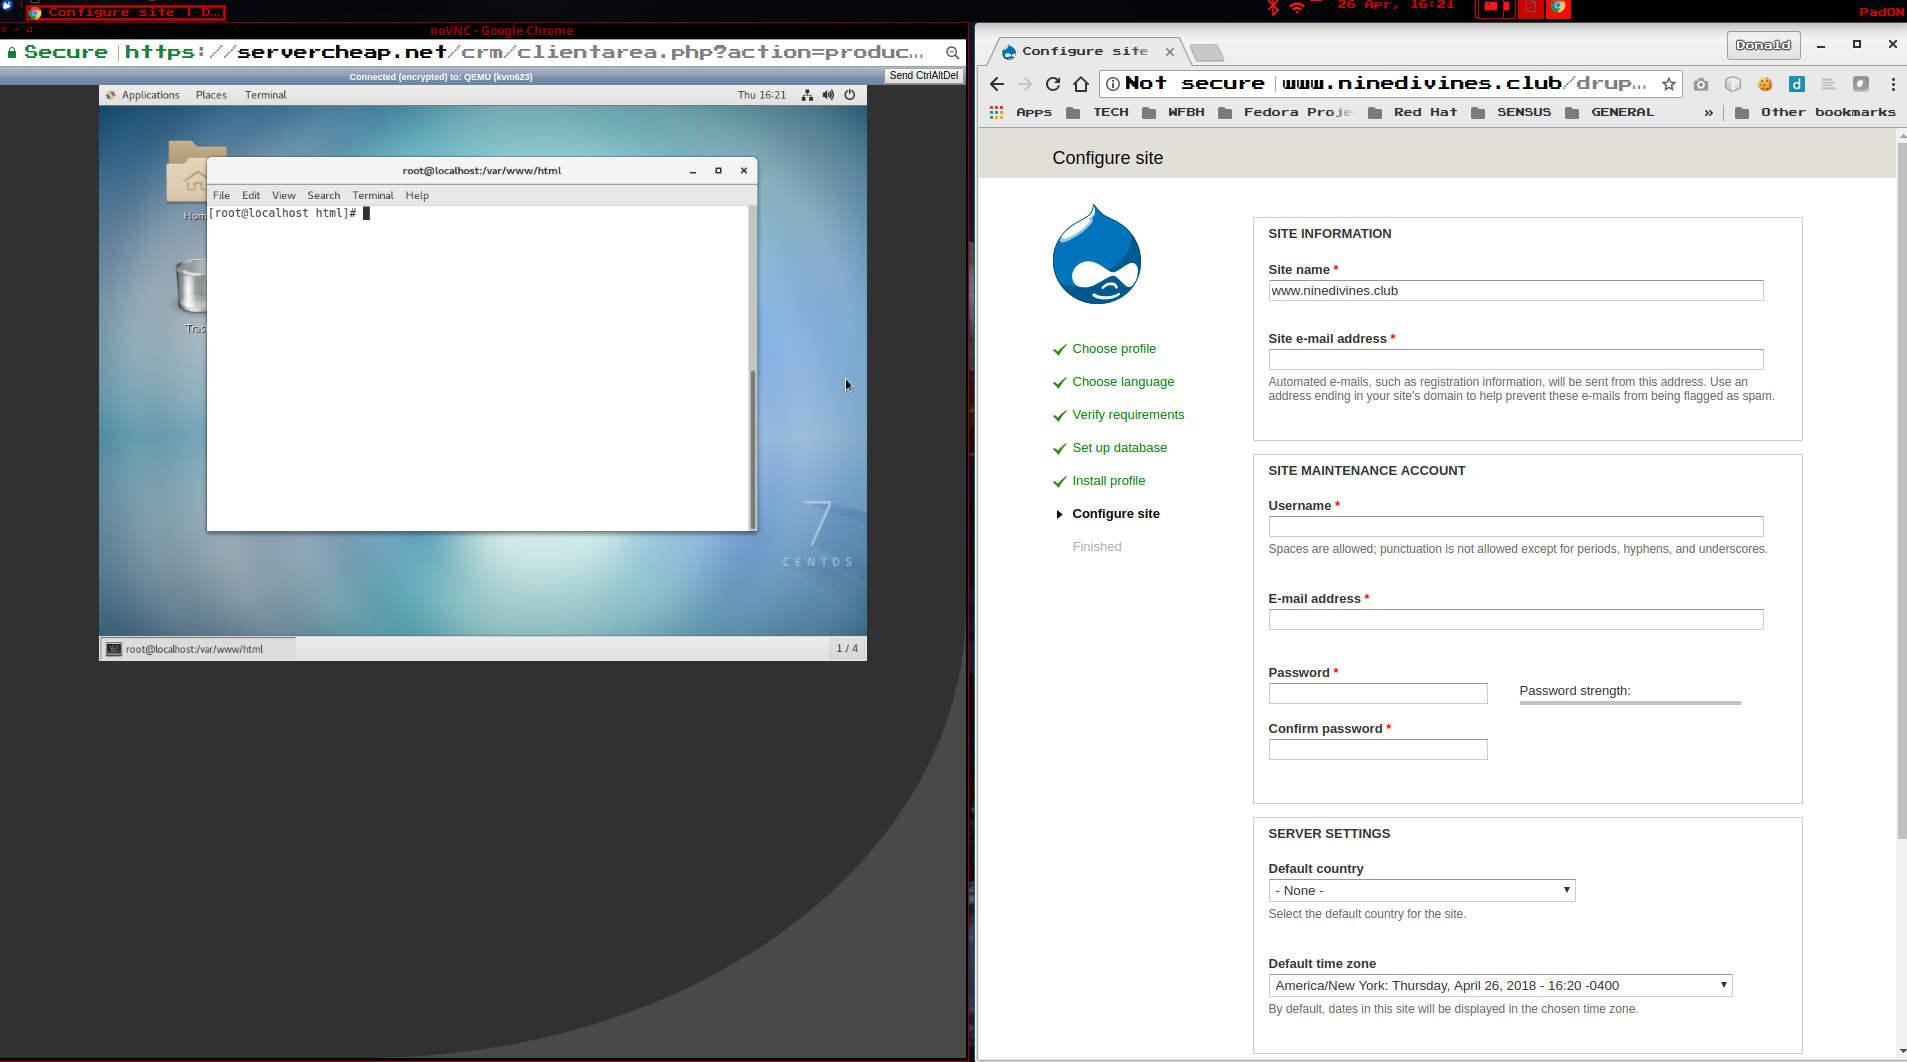 Configure site | D...
26 Apr, 16:21
PadON
noVNC - Google Chrome
Secure | https://servercheap.net/crm/clientarea.php?action=produc...
Connected (encrypted) to: QEMU (kvm623)
Send CtrlAltDel
Applications Places Terminal
Thu 16:21
Home
Tras
root@localhost:/var/www/html
File Edit View Search Terminal Help
[root@localhost html]#
7
CENTOS
root@localhost:/var/www/html
1 / 4
Configure site
Donald
Not secure | www.ninedivines.club/drup...
Apps TECH WFBH Fedora Proje Red Hat SENSUS GENERAL » Other bookmarks
Configure site
Choose profile
Choose language
Verify requirements
Set up database
Install profile
Configure site
Finished
SITE INFORMATION
Site name *
www.ninedivines.club
Site e-mail address *
Automated e-mails, such as registration information, will be sent from this address. Use an
address ending in your site's domain to help prevent these e-mails from being flagged as spam.
SITE MAINTENANCE ACCOUNT
Username *
Spaces are allowed; punctuation is not allowed except for periods, hyphens, and underscores.
E-mail address *
Password *
Password strength:
Confirm password *
SERVER SETTINGS
Default country
- None -
Select the default country for the site.
Default time zone
America/New York: Thursday, April 26, 2018 - 16:20 -0400
By default, dates in this site will be displayed in the chosen time zone.